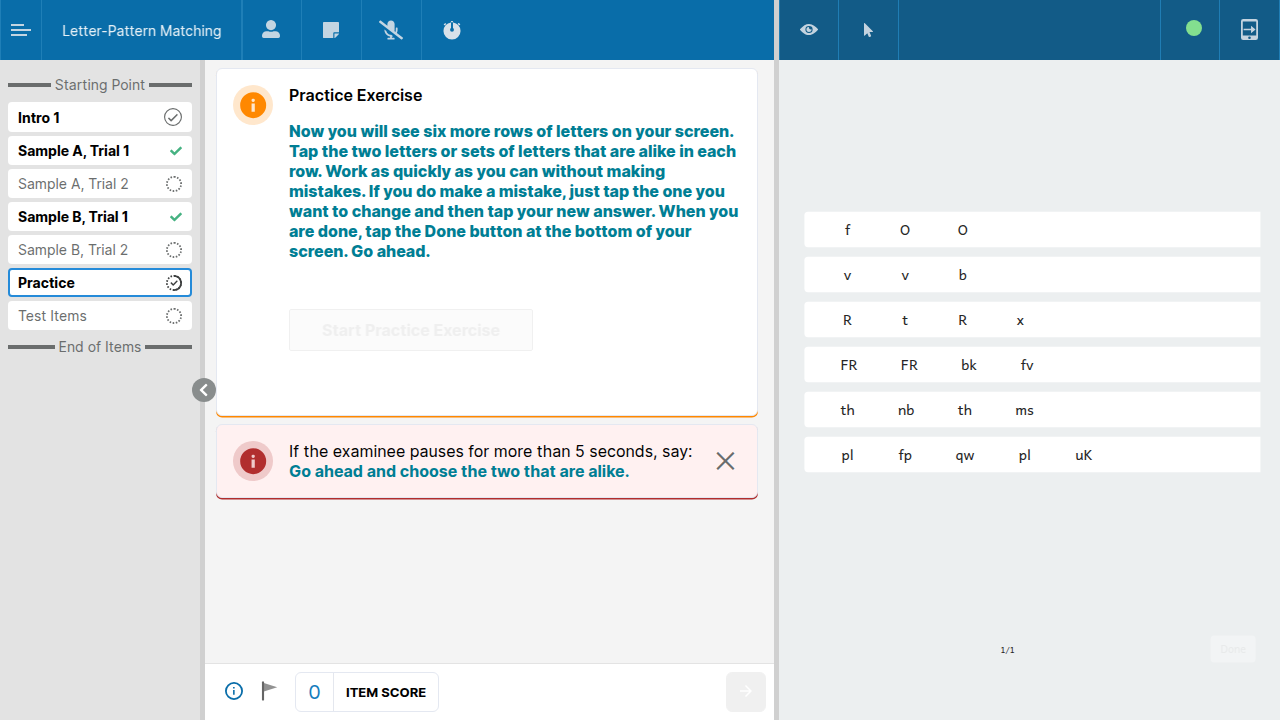 Letter-Pattern Matching
Starting Point
Intro 1
Sample A, Trial 1
Sample A, Trial 2
Sample B, Trial 1
Sample B, Trial 2
Practice
Test Items
End of Items
Practice Exercise
Now you will see six more rows of letters on your screen.
Tap the two letters or sets of letters that are alike in each
row. Work as quickly as you can without making
mistakes. If you do make a mistake, just tap the one you
want to change and then tap your new answer. When you
are done, tap the Done button at the bottom of your
screen. Go ahead.
Start Practice Exercise
If the examinee pauses for more than 5 seconds, say:
Go ahead and choose the two that are alike.
0 ITEM SCORE
f O O
v v b
R t R x
FR FR bk fv
th nb th ms
pl fp qw pl uK
1/1
Done